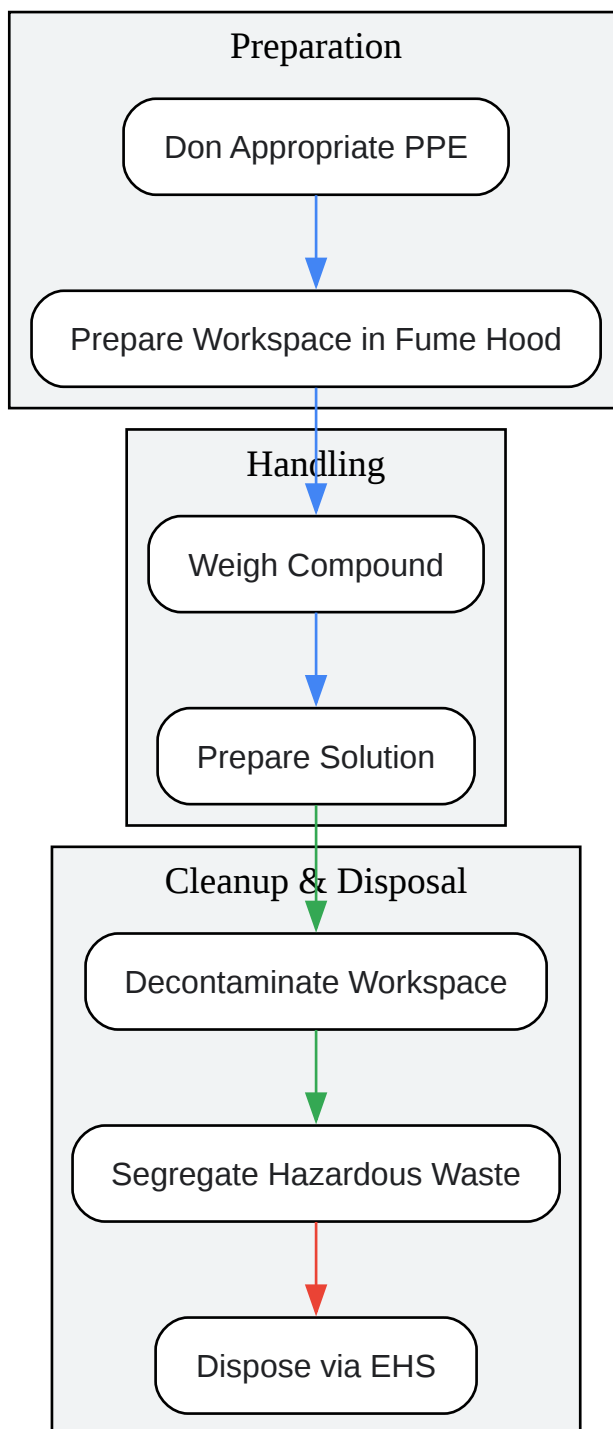 Preparation
Don Appropriate PPE
Prepare Workspace in Fume Hood
Handling
Weigh Compound
Prepare Solution
Cleanup & Disposal
Decontaminate Workspace
Segregate Hazardous Waste
Dispose via EHS